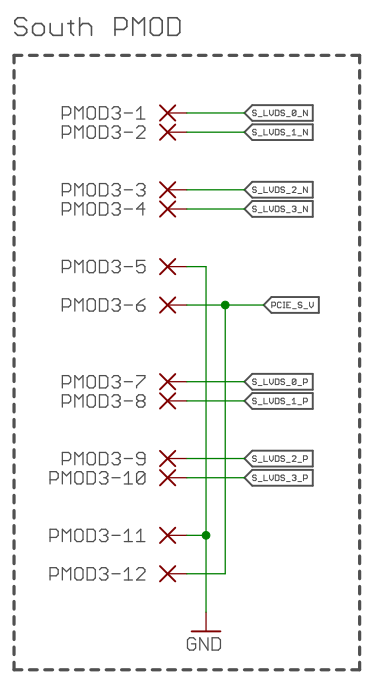 South PMOD
PMOD3-1 S_LVDS_0_N
PMOD3-2 S_LVDS_1_N
PMOD3-3 S_LVDS_2_N
PMOD3-4 S_LVDS_3_N
PMOD3-5
PMOD3-6 PCIE_S_V
PMOD3-7 S_LVDS_0_P
PMOD3-8 S_LVDS_1_P
PMOD3-9 S_LVDS_2_P
PMOD3-10 S_LVDS_3_P
PMOD3-11
PMOD3-12
GND